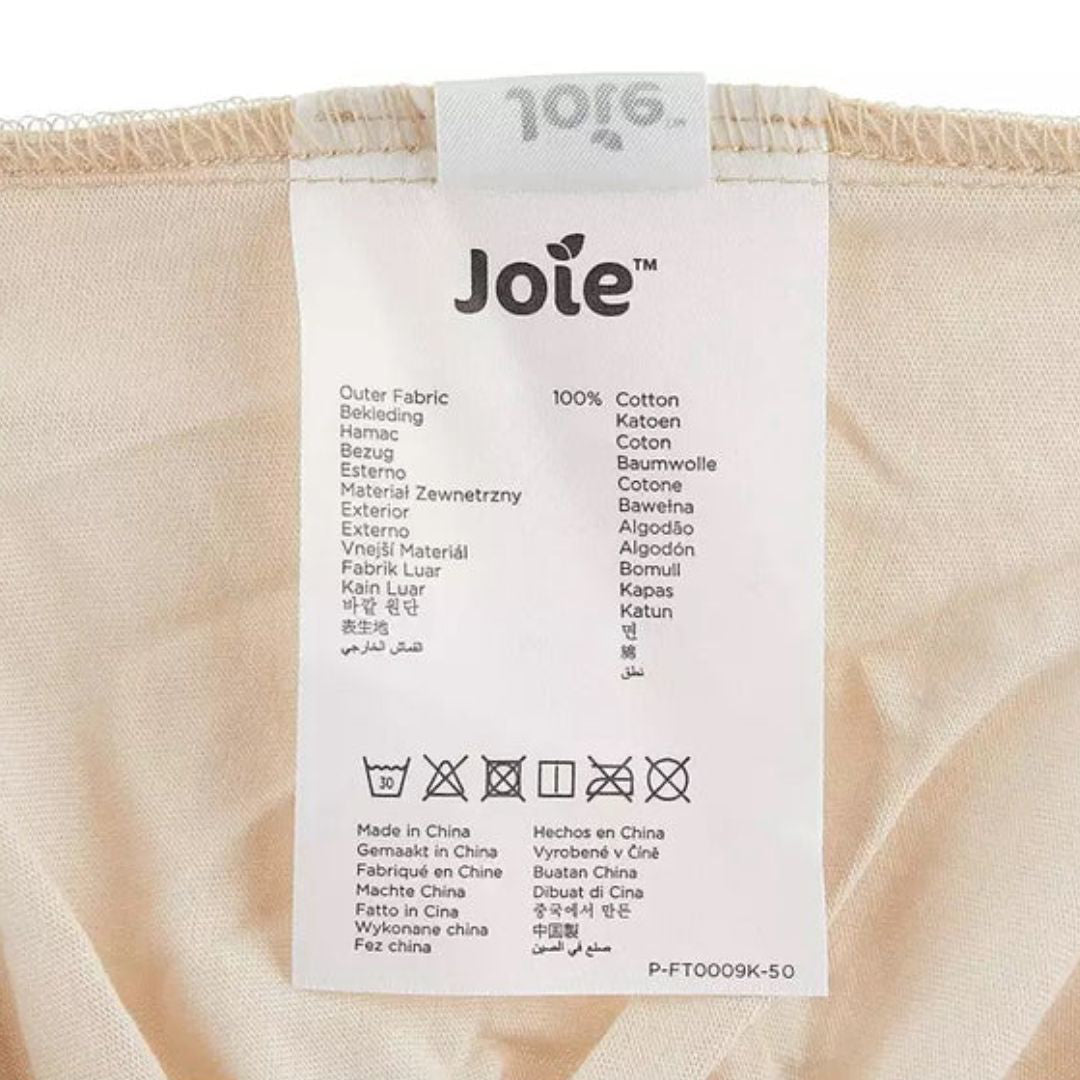 Joie™
Joie™
Outer Fabric
Bekleding
Hamac
Bezug
Esterno
Materiał Zewnetrzny
Exterior
Externo
Vnejší Materiál
Fabrik Luar
Kain Luar
바깥 원단
表生地
القماش الخارجي
100% Cotton
Katoen
Coton
Baumwolle
Cotone
Bawełna
Algodão
Algodón
Bomull
Kapas
Katun
면
綿
نطق
30
Made in China
Gemaakt in China
Fabriqué en Chine
Machte China
Fatto in Cina
Wykonane china
Fez china
Hechos en China
Vyrobené v Číně
Buatan China
Dibuat di Cina
중국에서 만든
中国製
صنع في الصين
P-FT0009K-50